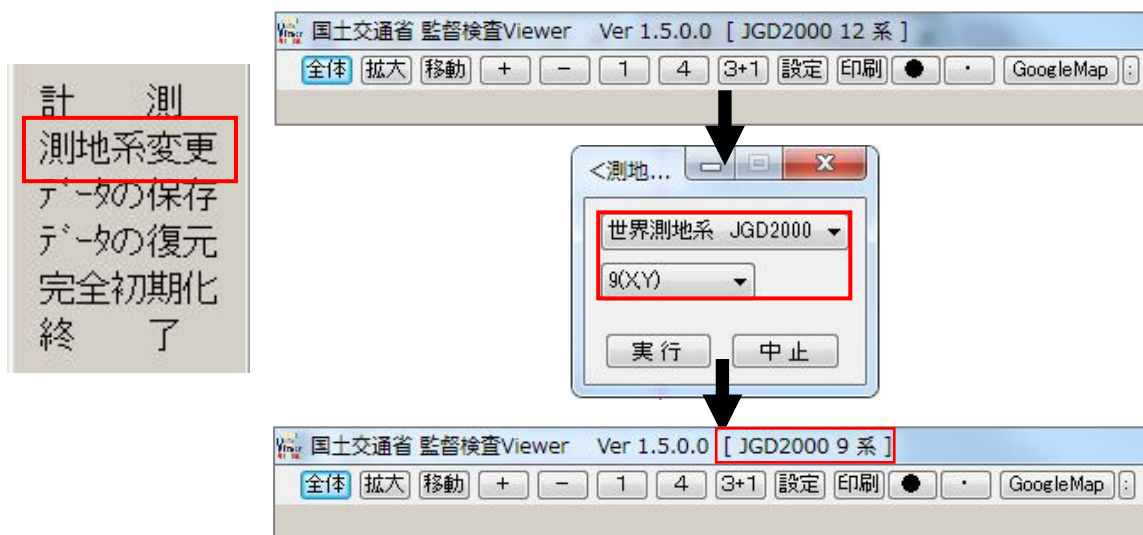 計　　測
測地系変更
ﾃﾞｰﾀの保存
ﾃﾞｰﾀの復元
完全初期化
終　　了
国土交通省 監督検査Viewer Ver 1.5.0.0 [ JGD2000 12 系 ]
全体 拡大 移動 + - 1 4 3+1 設定 印刷 ● ・ GoogleMap :
<測地...
世界測地系 JGD2000
9(X,Y)
実行 中止
国土交通省 監督検査Viewer Ver 1.5.0.0 [ JGD2000 9 系 ]
全体 拡大 移動 + - 1 4 3+1 設定 印刷 ● ・ GoogleMap :